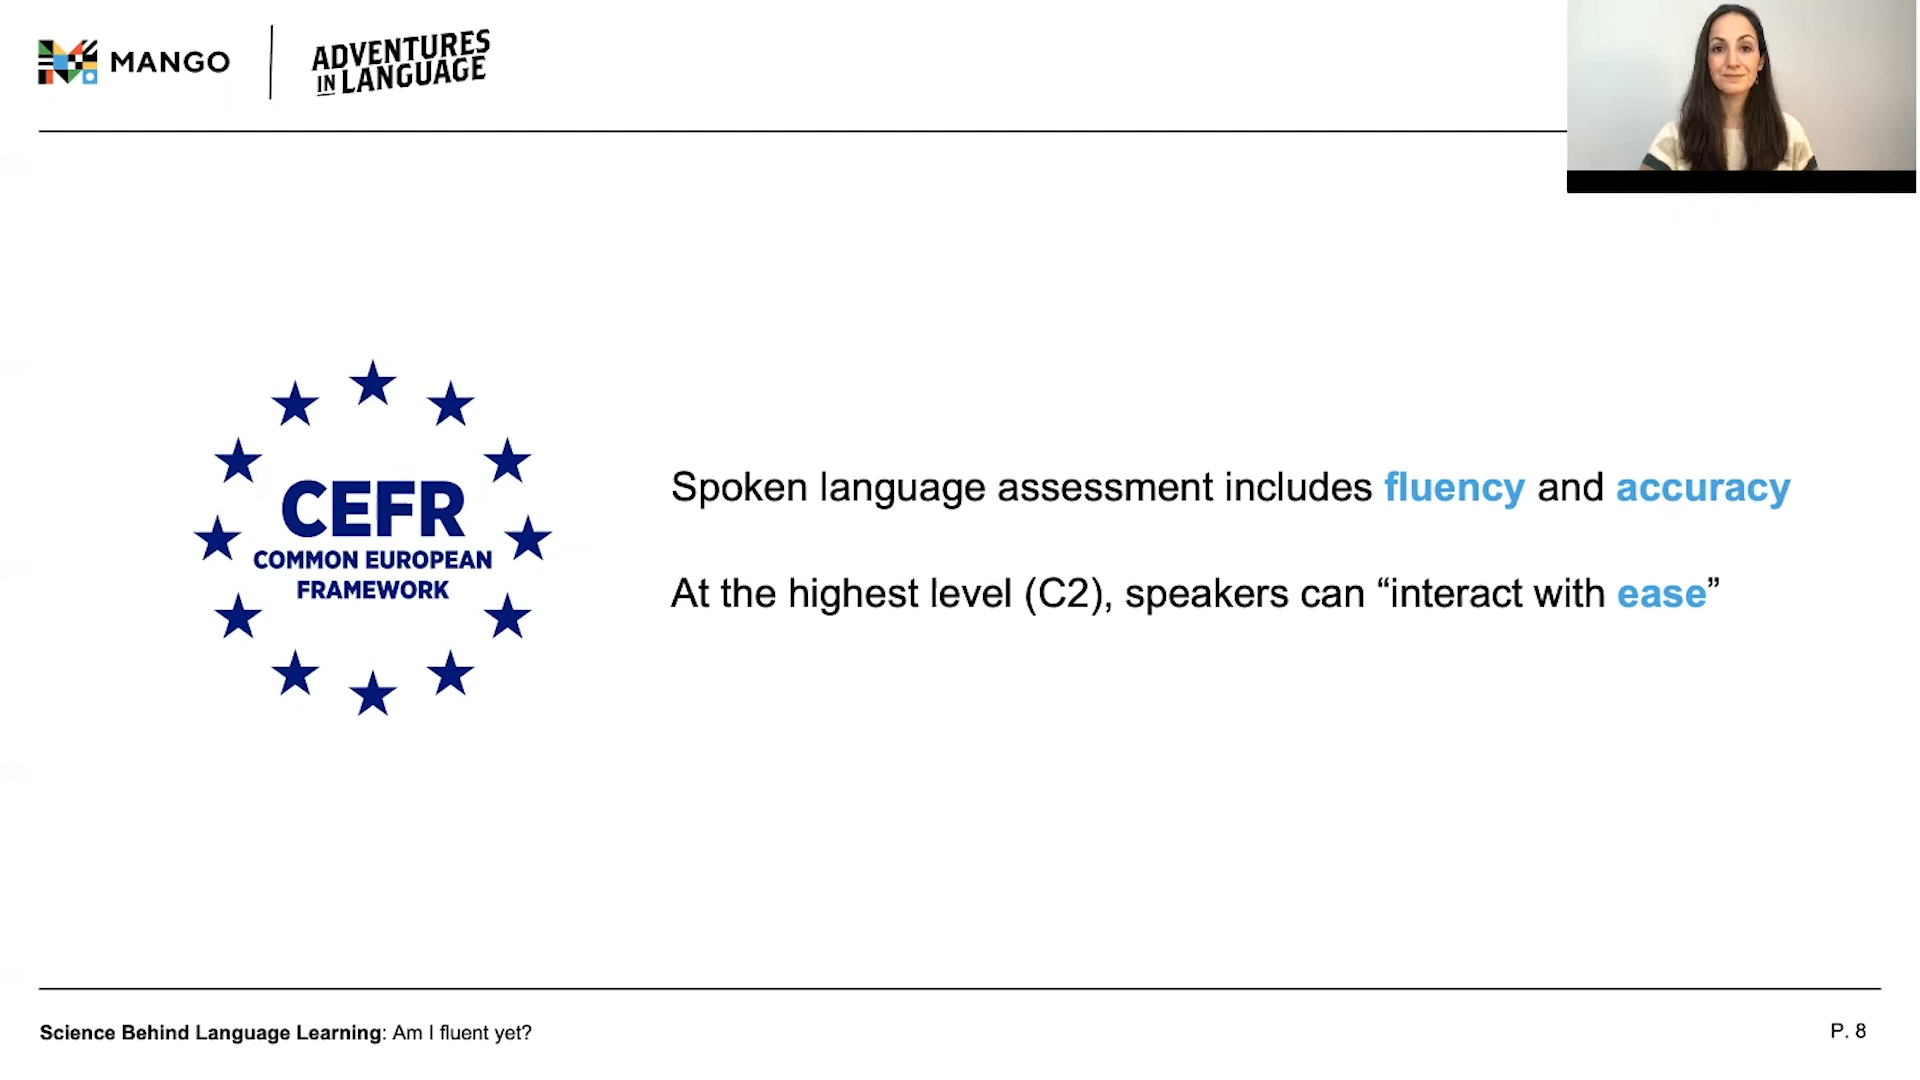 MANGO
ADVENTURES
IN LANGUAGE
CEFR
COMMON EUROPEAN
FRAMEWORK
Spoken language assessment includes fluency and accuracy
At the highest level (C2), speakers can “interact with ease”
Science Behind Language Learning: Am I fluent yet?
P. 8